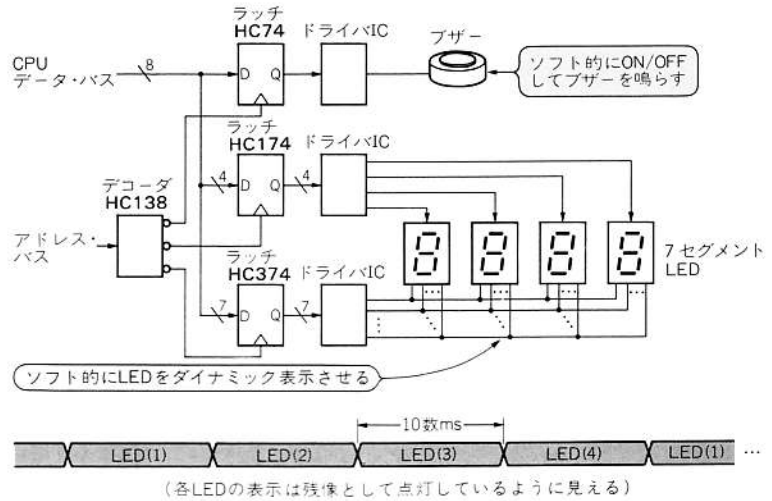 ラッチ
HC74
ドライバIC
ブザー
CPU
データ・バス
8
D
Q
ソフト的にON/OFF
してブザーを鳴らす
ラッチ
HC174
ドライバIC
4
D
Q
4
デコーダ
HC138
アドレス・
バス
7セグメント
LED
ラッチ
HC374
ドライバIC
7
D
Q
7
ソフト的にLEDをダイナミック表示させる
10数ms
LED(1)
LED(2)
LED(3)
LED(4)
LED(1)
…
(各LEDの表示は残像として点灯しているように見える)